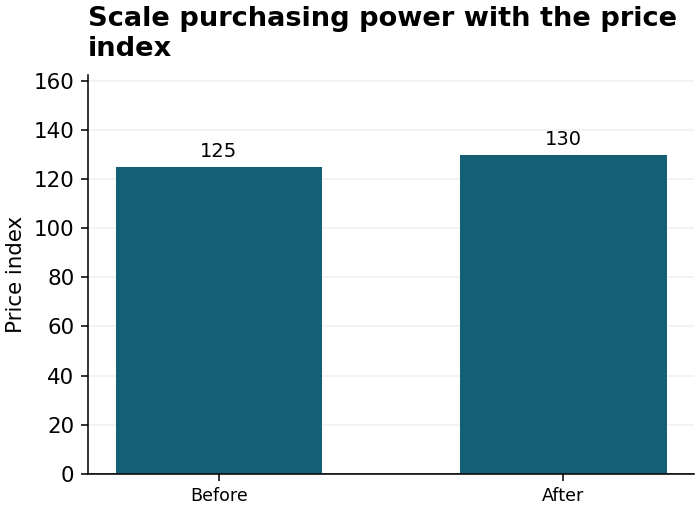 Scale purchasing power with the price
index
160
140
120
100
80
60
40
20
0
Price index
125
130
Before
After